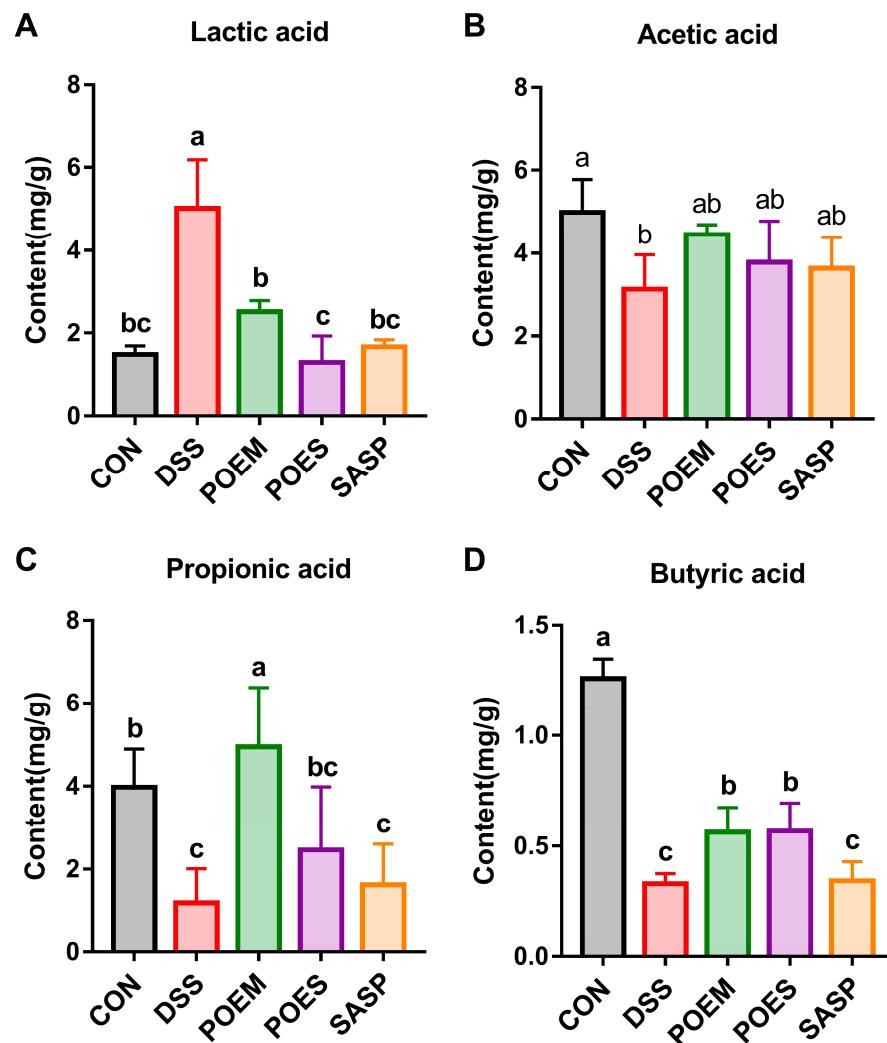 A
Lactic acid
Content(mg/g)
8
6
4
2
0
bc
a
b
c
bc
CON
DSS
POEM
POES
SASP
B
Acetic acid
Content(mg/g)
8
6
4
2
0
a
b
ab
ab
ab
CON
DSS
POEM
POES
SASP
C
Propionic acid
Content(mg/g)
8
6
4
2
0
b
c
a
bc
c
CON
DSS
POEM
POES
SASP
D
Butyric acid
Content(mg/g)
1.5
1.0
0.5
0.0
a
c
b
b
c
CON
DSS
POEM
POES
SASP